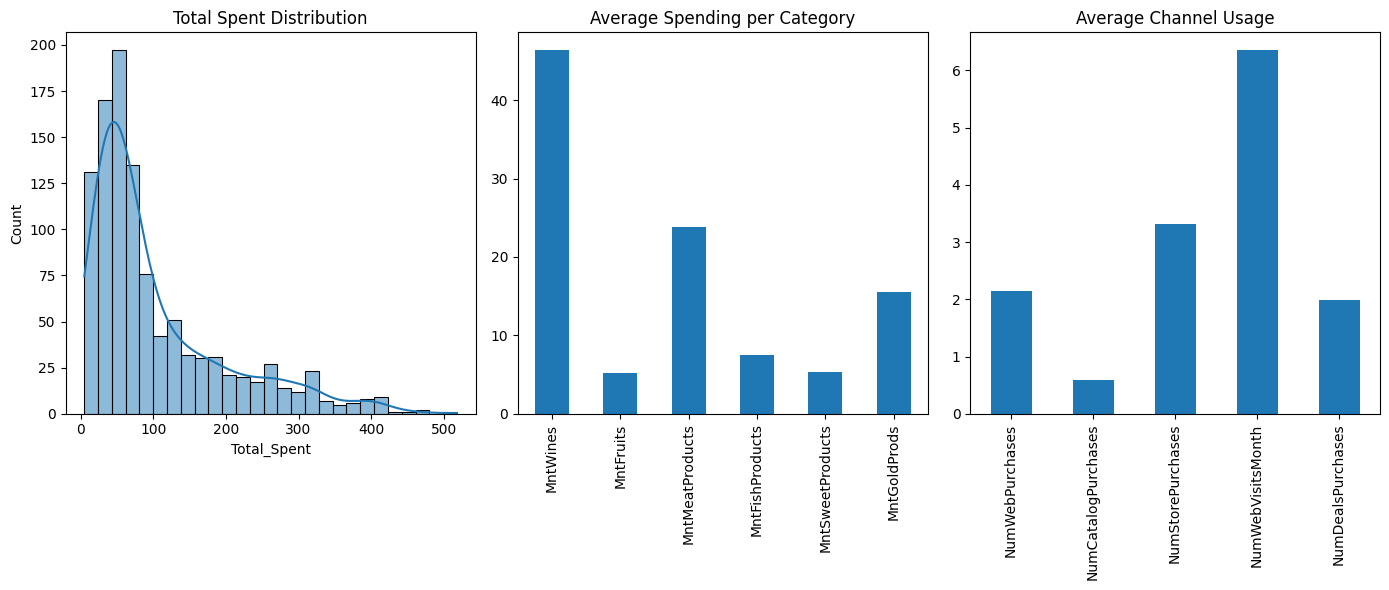 Total Spent Distribution
200
175
150
125
100
75
50
25
0
Count
0 100 200 300 400 500
Total_Spent
Average Spending per Category
40
30
20
10
0
MntWines
MntFruits
MntMeatProducts
MntFishProducts
MntSweetProducts
MntGoldProds
Average Channel Usage
6
5
4
3
2
1
0
NumWebPurchases
NumCatalogPurchases
NumStorePurchases
NumWebVisitsMonth
NumDealsPurchases